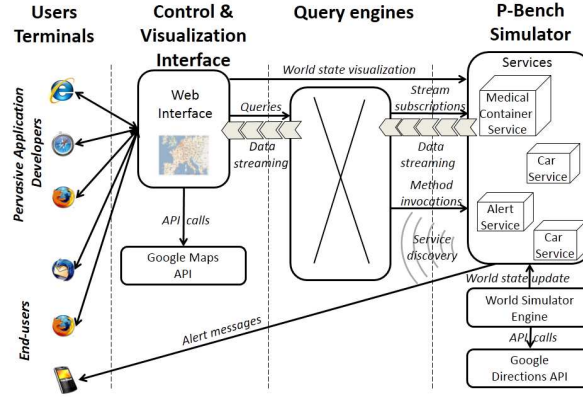 Users
Terminals
Control &
Visualization
Interface
Query engines
P-Bench
Simulator
Pervasive Application
Developers
End-users
Web
Interface
World state visualization
Queries
Data
streaming
API calls
Google Maps
API
Stream
subscriptions
Data
streaming
Method
invocations
Service
discovery
Services
Medical
Container
Service
Car
Service
Alert
Service
Car
Service
World state update
World Simulator
Engine
API calls
Google
Directions API
Alert messages